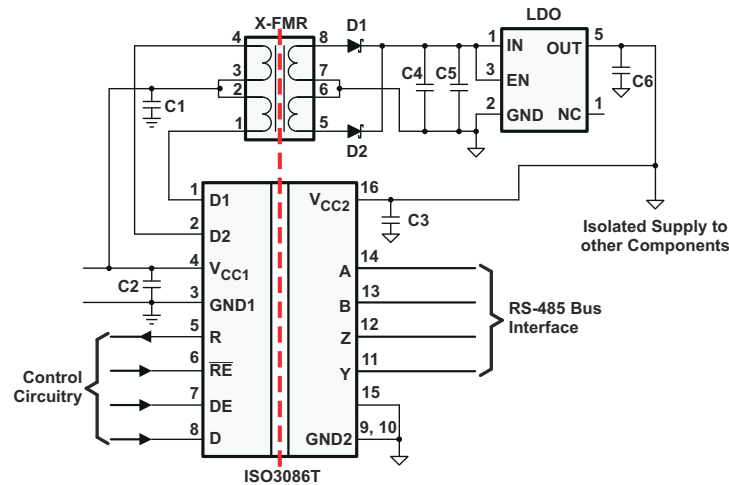 X-FMR
D1
LDO
4
8
1
IN
OUT
5
3
7
3
EN
C4
C5
C6
2
6
C1
2
GND
NC
1
1
5
D2
1
D1
16
VCC2
2
D2
C3
Isolated Supply to
other Components
4
VCC1
14
A
C2
3
GND1
13
B
RS-485 Bus
Interface
5
R
12
Z
6
RE
11
Y
Control
Circuitry
7
DE
15
8
D
9, 10
GND2
ISO3086T